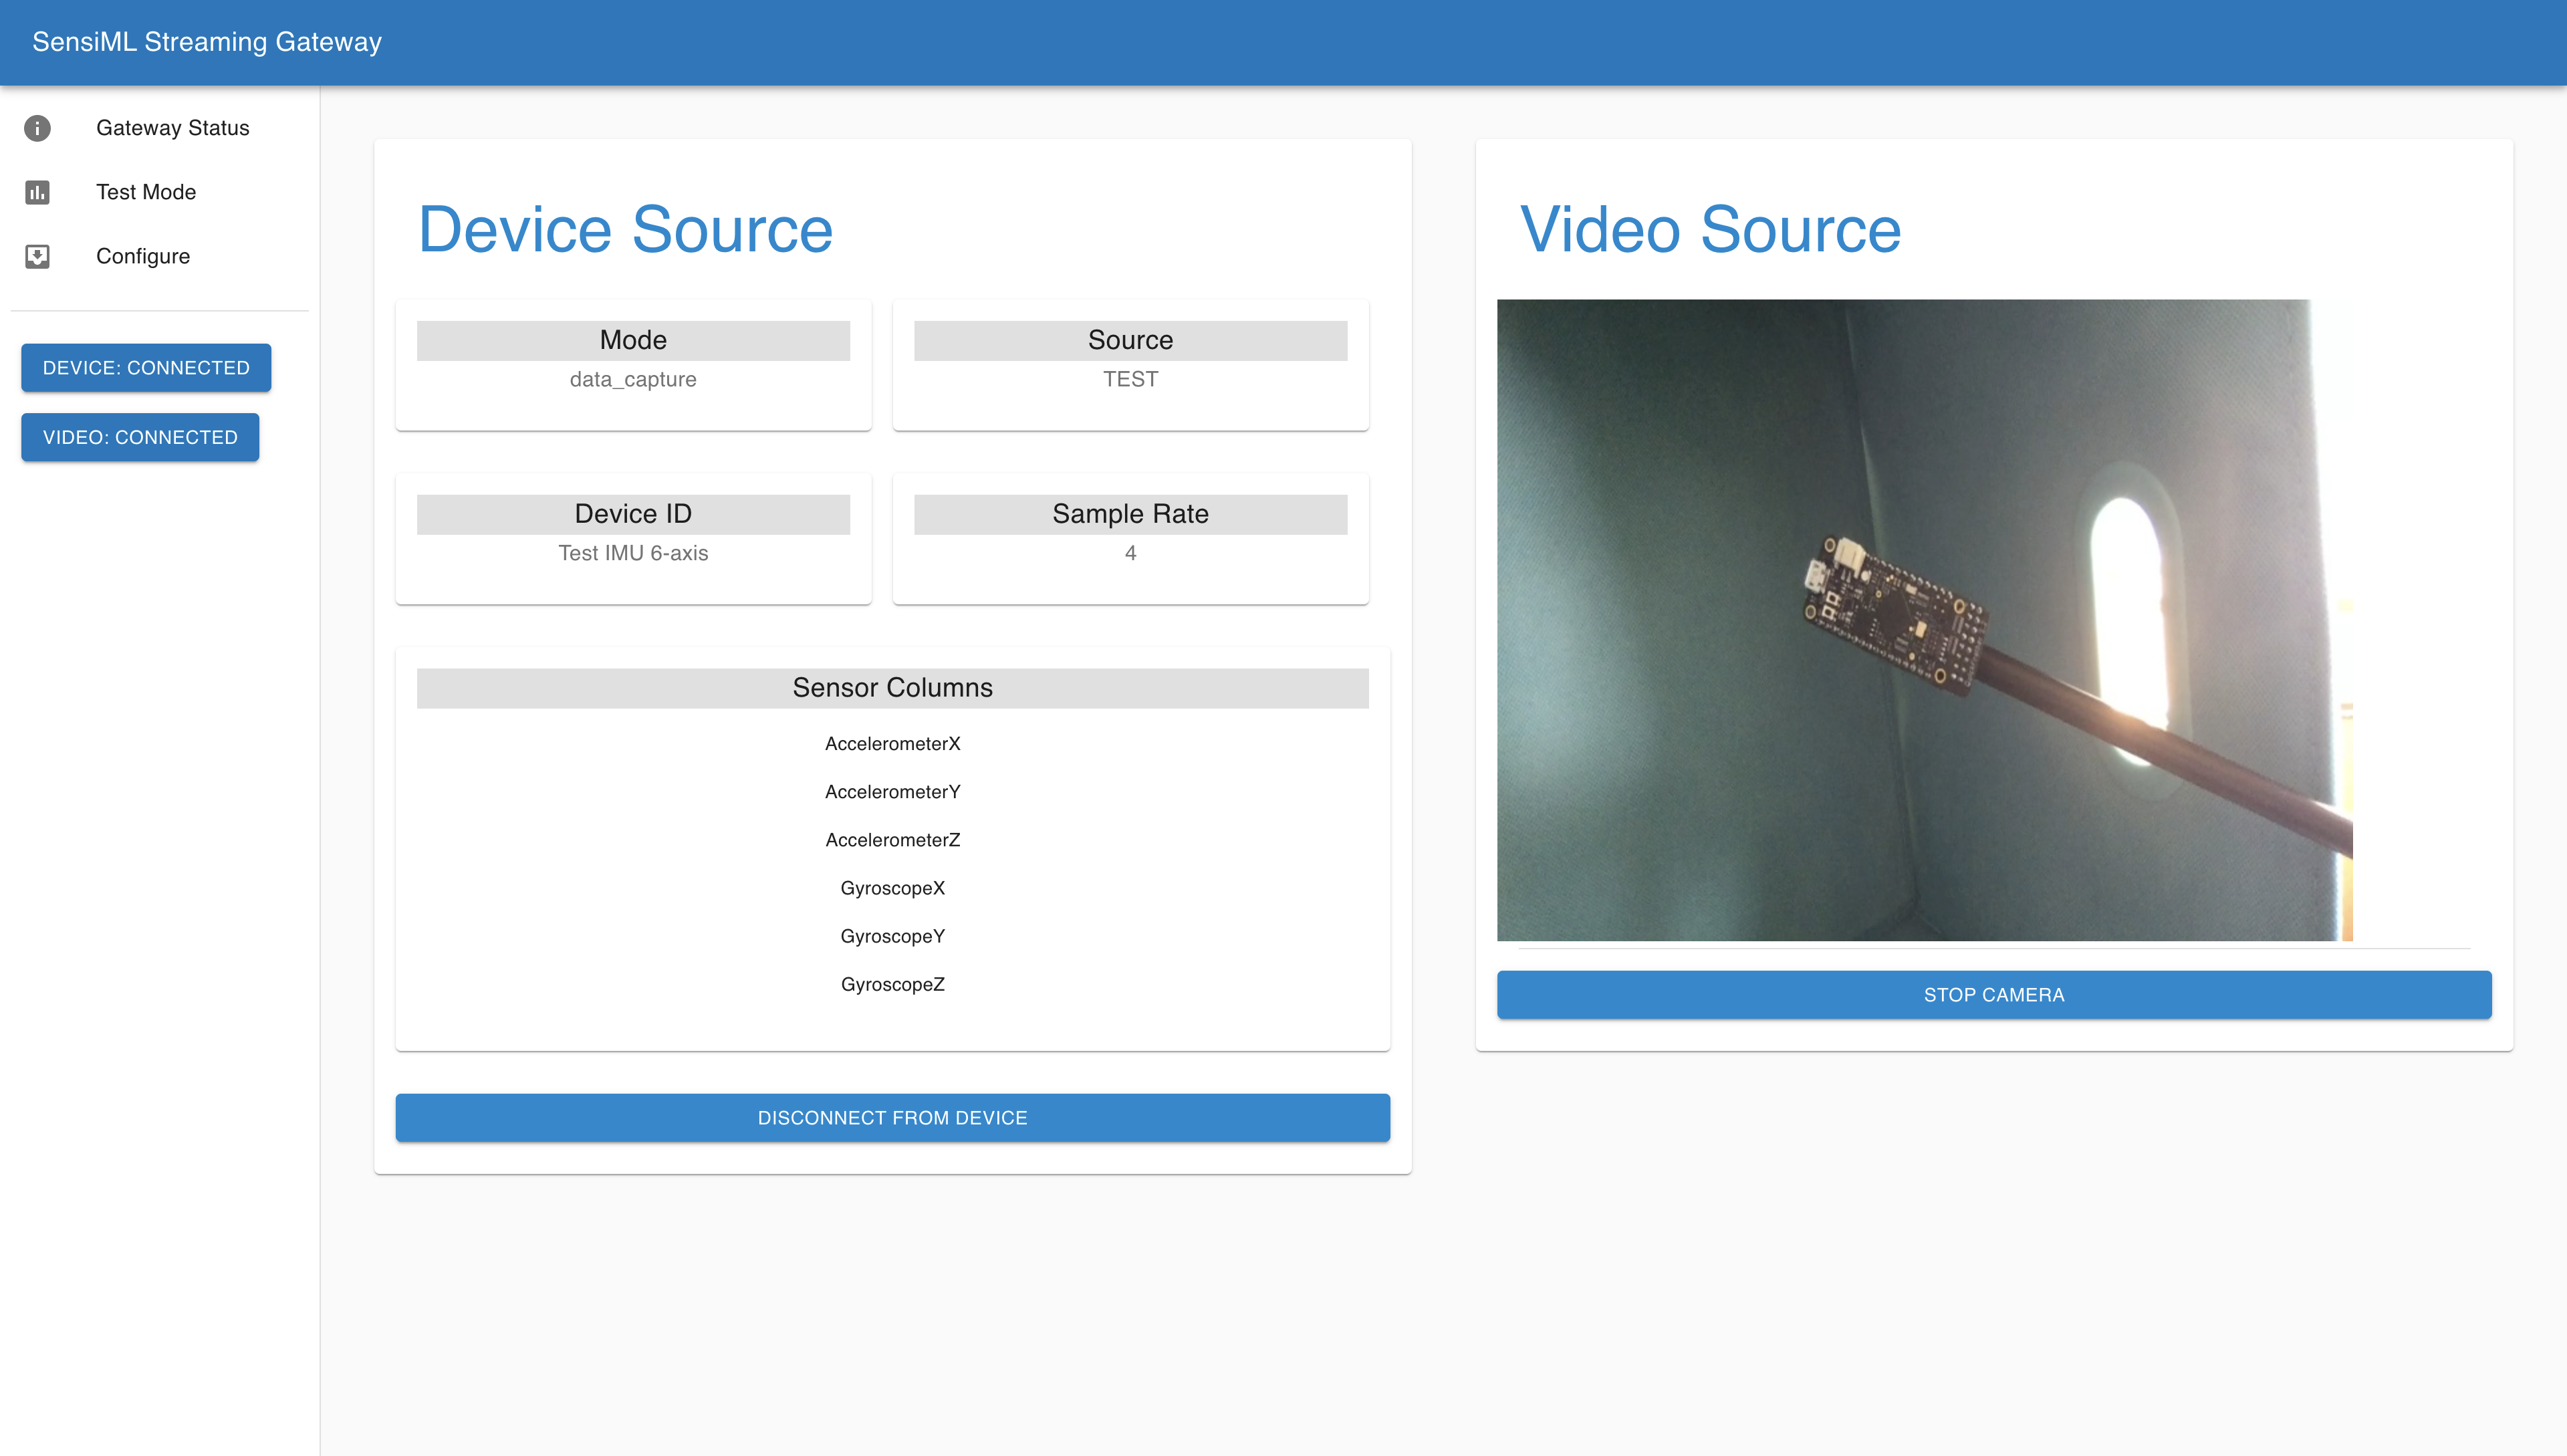 SensiML Streaming Gateway
Gateway Status
Test Mode
Configure
DEVICE: CONNECTED
VIDEO: CONNECTED
Device Source
Mode
data_capture
Source
TEST
Device ID
Test IMU 6-axis
Sample Rate
4
Sensor Columns
AccelerometerX
AccelerometerY
AccelerometerZ
GyroscopeX
GyroscopeY
GyroscopeZ
DISCONNECT FROM DEVICE
Video Source
STOP CAMERA